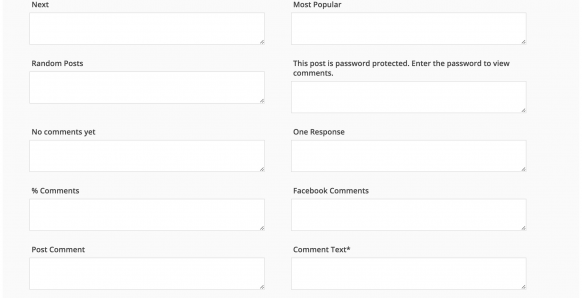 Next
Most Popular
Random Posts
This post is password protected. Enter the password to view
comments.
No comments yet
One Response
% Comments
Facebook Comments
Post Comment
Comment Text*